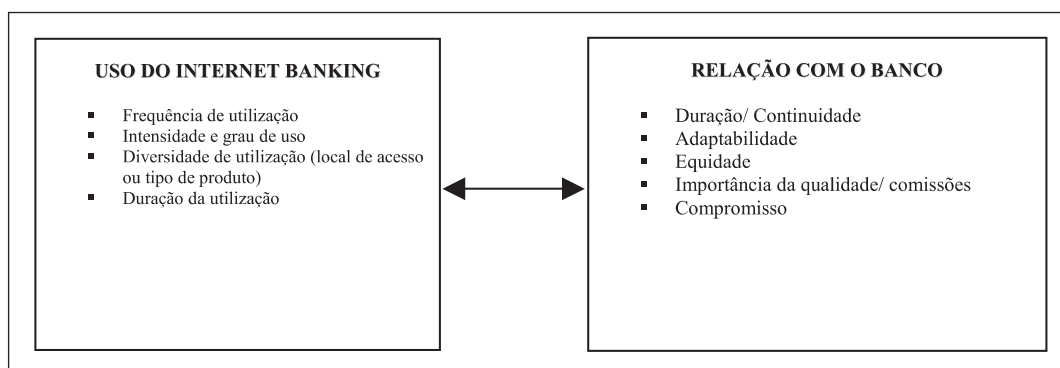 USO DO INTERNET BANKING
▪ Frequência de utilização
▪ Intensidade e grau de uso
▪ Diversidade de utilização (local de acesso
ou tipo de produto)
▪ Duração da utilização
RELAÇÃO COM O BANCO
▪ Duração/ Continuidade
▪ Adaptabilidade
▪ Equidade
▪ Importância da qualidade/ comissões
▪ Compromisso